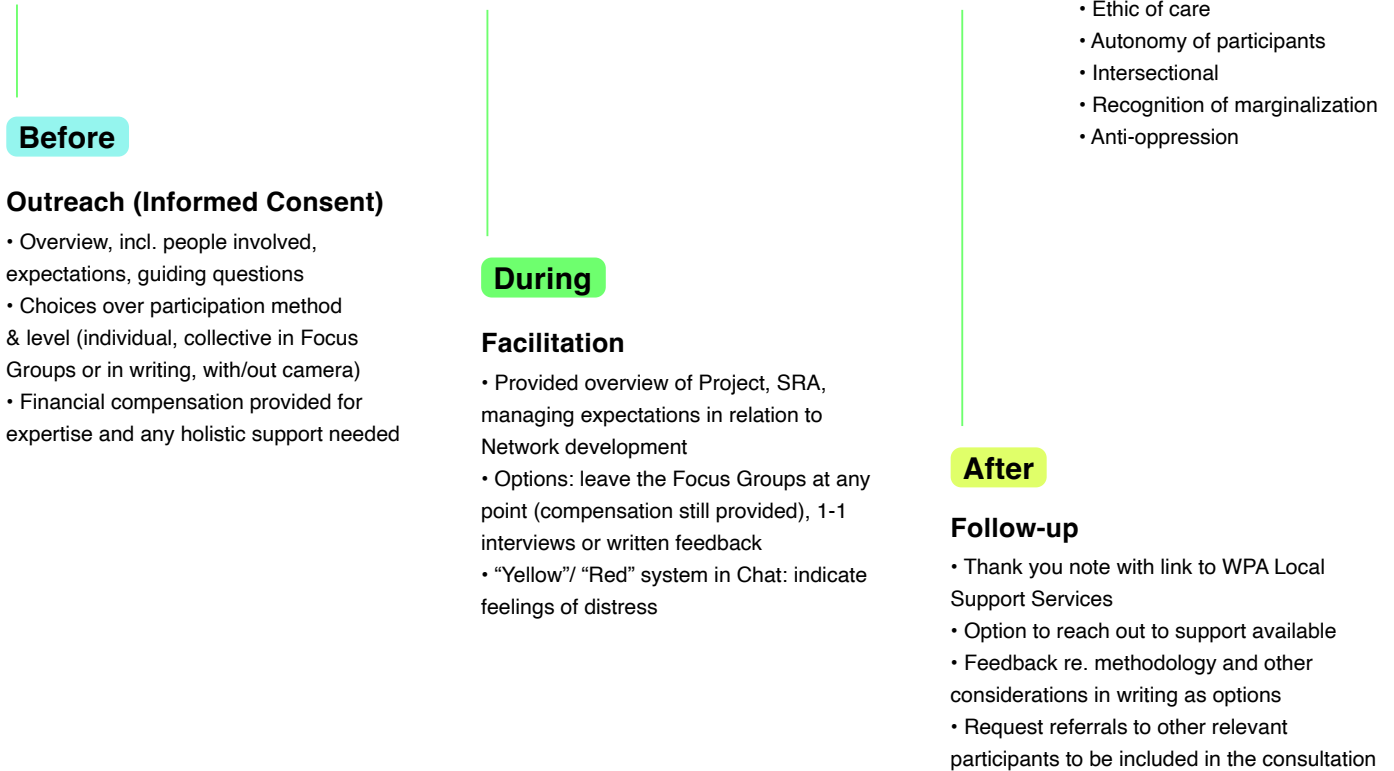 • Ethic of care
• Autonomy of participants
• Intersectional
• Recognition of marginalization
• Anti-oppression
Before
Outreach (Informed Consent)
• Overview, incl. people involved,
expectations, guiding questions
• Choices over participation method
& level (individual, collective in Focus
Groups or in writing, with/out camera)
• Financial compensation provided for
expertise and any holistic support needed
During
Facilitation
• Provided overview of Project, SRA,
managing expectations in relation to
Network development
• Options: leave the Focus Groups at any
point (compensation still provided), 1-1
interviews or written feedback
• “Yellow”/ “Red” system in Chat: indicate
feelings of distress
After
Follow-up
• Thank you note with link to WPA Local
Support Services
• Option to reach out to support available
• Feedback re. methodology and other
considerations in writing as options
• Request referrals to other relevant
participants to be included in the consultation